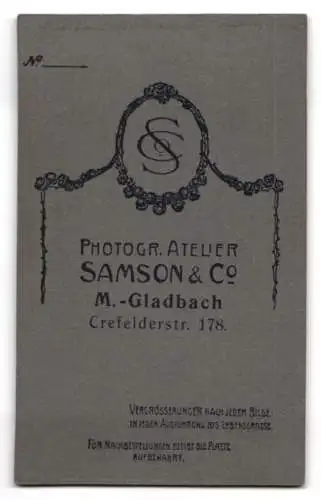 No
SCo
PHOTOGR. ATELIER
SAMSON & Co
M.-Gladbach
Crefelderstr. 178.
VERGRÖSSERUNGEN NACH JEDEM BILDE
IN JEDER AUSFÜHRUNG BIS LEBENSGRÖSSE.
FÜR NACHBESTELLUNGEN BLEIBT DIE PLATTE
AUFBEWAHRT.